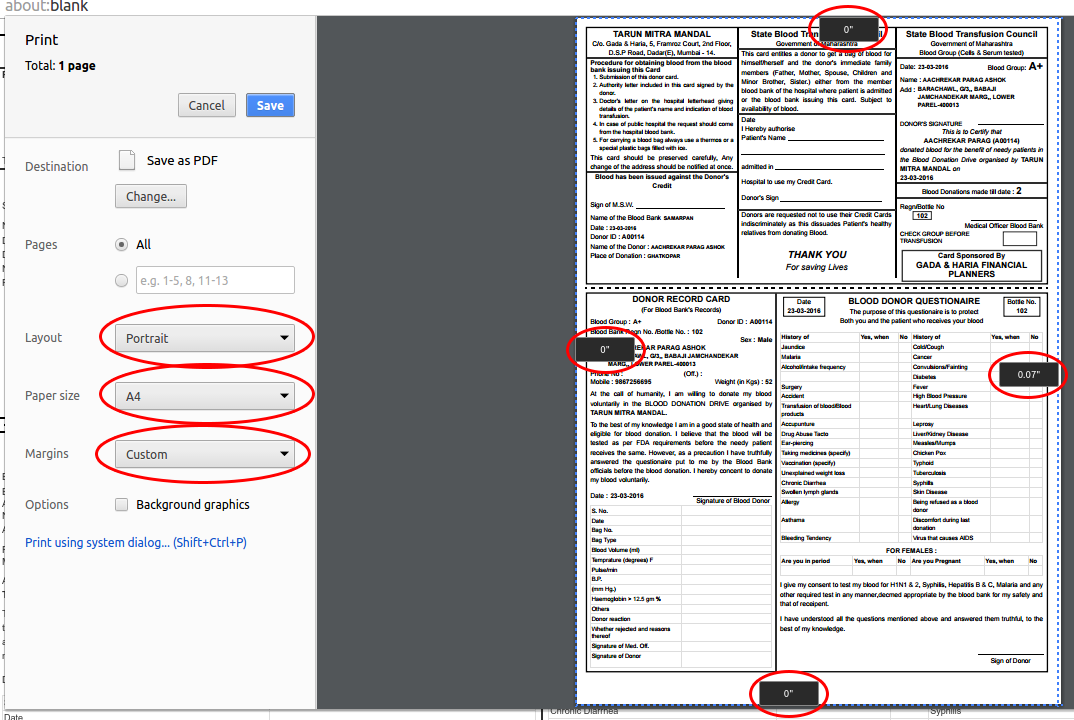 about:blank
Print
Total: 1 page
Cancel
Save
Destination
Save as PDF
Change...
Pages
All
e.g. 1-5, 8, 11-13
Layout
Portrait
Paper size
A4
Margins
Custom
Options
Background graphics
Print using system dialog... (Shift+Ctrl+P)
TARUN MITRA MANDAL
C/o. Gada & Haria, 5, Framroz Court, 2nd Floor,
D.S.P Road, Dadar(E), Mumbai - 14.
Procedure for obtaining blood from the blood
bank issuing this Card
1. Submission of this donor card.
2. Authority letter included in this card signed by the
donor.
3. Doctor's letter on the hospital letterhead giving
details of the patient's name and indication of blood
transfusion.
4. In case of public hospital the request should come
from the hospital blood bank.
5. For carrying a blood bag always use a thermos or a
special plastic bags filled with ice.
This card should be preserved carefully, Any
change of the address should be notified at once.
Blood has been issued against the Donor's
Credit
Sign of M.S.W.
Name of the Blood Bank SAMARPAN
Date : 23-03-2016
Donor ID : A00114
Name of the Donor : AACHREKAR PARAG ASHOK
Place of Donation : GHATKOPAR
0"
State Blood
Government of Maharashtra
This card entitles a donor to get a bag of blood for
himself/herself and the donor's immediate family
members (Father, Mother, Spouse, Children and
Minor Brother, Sister.) either from the member
blood bank of the hospital where patient is admitted
or the blood bank issuing this card. Subject to
availability of blood.
Date
I Hereby authorise
Patient's Name
admitted in
Hospital to use my Credit Card.
Donor's Sign
Donors are requested not to use their Credit Cards
indiscriminately as this dissuades Patient's healthy
relatives from donating Blood.
THANK YOU
For saving Lives
State Blood Transfusion Council
Government of Maharashtra
Blood Group (Cells & Serum tested)
Date: 23-03-2016 Blood Group: A+
Name : AACHREKAR PARAG ASHOK
Add : BARACHAWL, G/3,, BABAJI
JAMCHANDEKAR MARG,, LOWER
PAREL-400013
DONOR'S SIGNATURE
This is to Certify that
AACHREKAR PARAG (A00114)
donated blood for the benefit of needy patients in
the Blood Donation Drive organised by TARUN
MITRA MANDAL on
23-03-2016
Blood Donations made till date : 2
Regn/Bottle No
102
Medical Officer Blood Bank
CHECK GROUP BEFORE
TRANSFUSION
Card Sponsored By
GADA & HARIA FINANCIAL
PLANNERS
DONOR RECORD CARD
(For Blood Bank's Records)
Blood Group : A+ Donor ID : A00114
Blood Bank Regn No. /Bottle No. : 102
Sex : Male
0"
REKAR PARAG ASHOK
G/3,, BABAJI JAMCHANDEKAR
MARG,, LOWER PAREL-400013
Phone No : (Off.) :
Mobile : 9867256695 Weight (in Kgs) : 52
At the call of humanity, I am willing to donate my blood
voluntarily in the BLOOD DONATION DRIVE organised by
TARUN MITRA MANDAL.
To the best of my knowledge I am in a good state of health and
eligible for blood donation. I believe that the blood will be
tested as per FDA requirements before the needy patient
receives the same. However, as a precaution I have truthfully
answered the questionaire put to me by the Blood Bank
officials before the blood donation. I hereby consent to donate
my blood voluntarily.
Date : 23-03-2016
Signature of Blood Donor
S. No.
Date
Bag No.
Bag Type
Blood Volume (ml)
Temprature (degrees) F
Pulse/min
B.P.
(mm Hg.)
Haemoglobin > 12.5 gm %
Others
Donor reaction
Whether rejected and reasons
thereof
Signature of Med. Off.
Signature of Donor
Date
23-03-2016
BLOOD DONOR QUESTIONAIRE
The purpose of this questionaire is to protect
Both you and the patient who receives your blood
Bottle No.
102
History of Yes, when No History of Yes, when No
Jaundice Cold/Cough
Malaria Cancer
Alcohol/intake frequency Convulsions/Fainting
Diabetes
0.07"
Surgery Fever
Accident High Blood Pressure
Transfusion of blood/Blood
products Heart/Lung Diseases
Accupunture Leprosy
Drug Abuse Tacto Liver/Kidney Disease
Ear-piercing Measles/Mumps
Taking medicines (specify) Chicken Pox
Vaccination (specify) Typhoid
Unexplained weight loss Tuberculosis
Chronic Diarrhea Syphilis
Swollen lymph glands Skin Disease
Allergy Being refused as a blood
donor
Asthama Discomfort during last
donation
Bleeding Tendency Virus that causes AIDS
FOR FEMALES :
Are you in period Yes, when No Are you Pregnant Yes, when No
I give my consent to test my blood for H1N1 & 2, Syphilis, Hepatitis B & C, Malaria and any
other required test in any manner,decmed appropriate by the blood bank for my safety and
that of receipent.
I have understood all the questions mentioned above and answered them truthful, to the
best of my knowledge.
Sign of Donor
0"
Date
Chronic Diarrhea
Syphilis